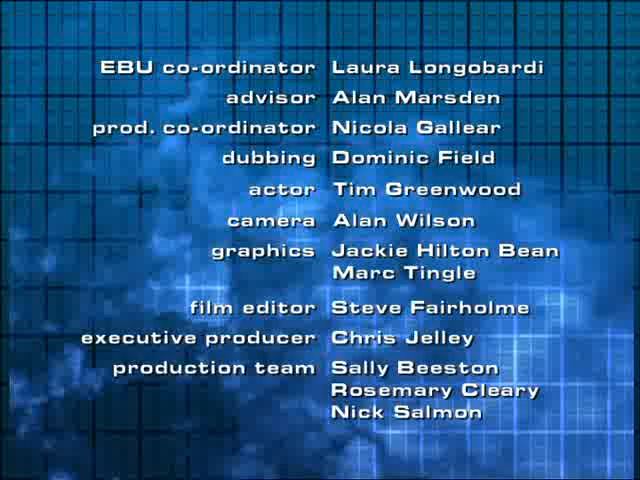 EBU co-ordinator Laura Longobardi
advisor Alan Marsden
prod. co-ordinator Nicola Gallear
dubbing Dominic Field
actor Tim Greenwood
camera Alan Wilson
graphics Jackie Hilton Bean
Marc Tingle
film editor Steve Fairholme
executive producer Chris Jelley
production team Sally Beeston
Rosemary Cleary
Nick Salmon